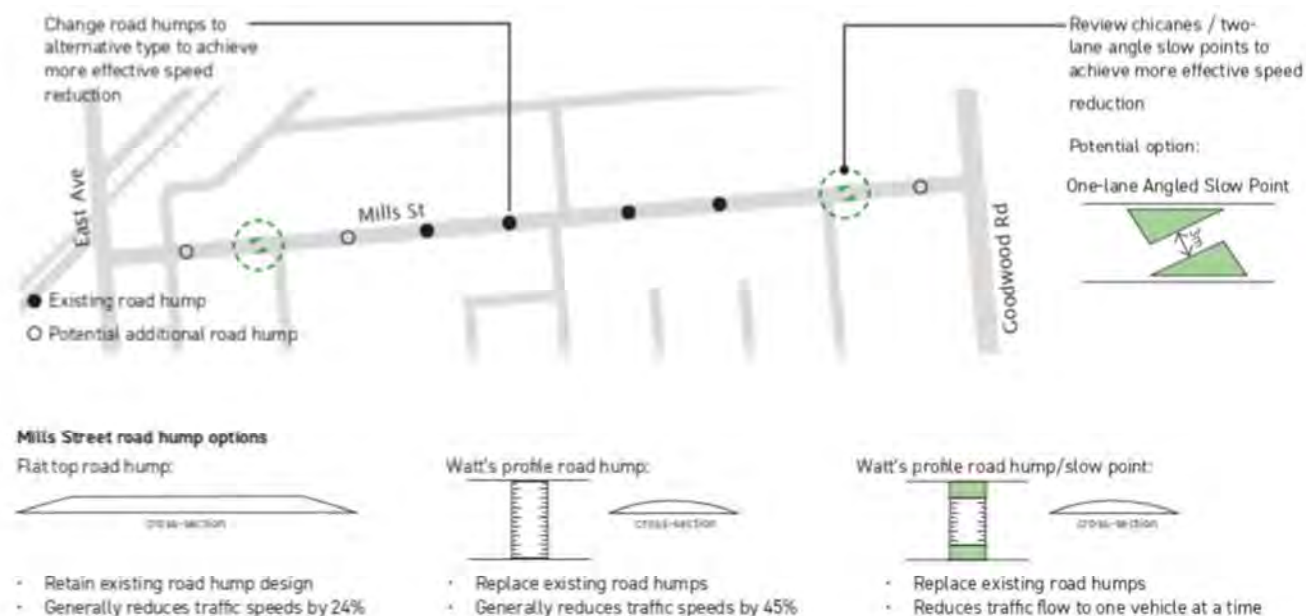 Change road humps to
alternative type to achieve
more effective speed
reduction
Review chicanes / two-
lane angle slow points to
achieve more effective speed
reduction
Potential option:
One-lane Angled Slow Point
3m
East Ave
Mills St
Goodwood Rd
Existing road hump
Potential additional road hump
Mills Street road hump options
Flat top road hump:
cross-section
· Retain existing road hump design
· Generally reduces traffic speeds by 24%
Watt's profile road hump:
cross-section
· Replace existing road humps
· Generally reduces traffic speeds by 45%
Watt's profile road hump/slow point:
cross-section
· Replace existing road humps
· Reduces traffic flow to one vehicle at a time